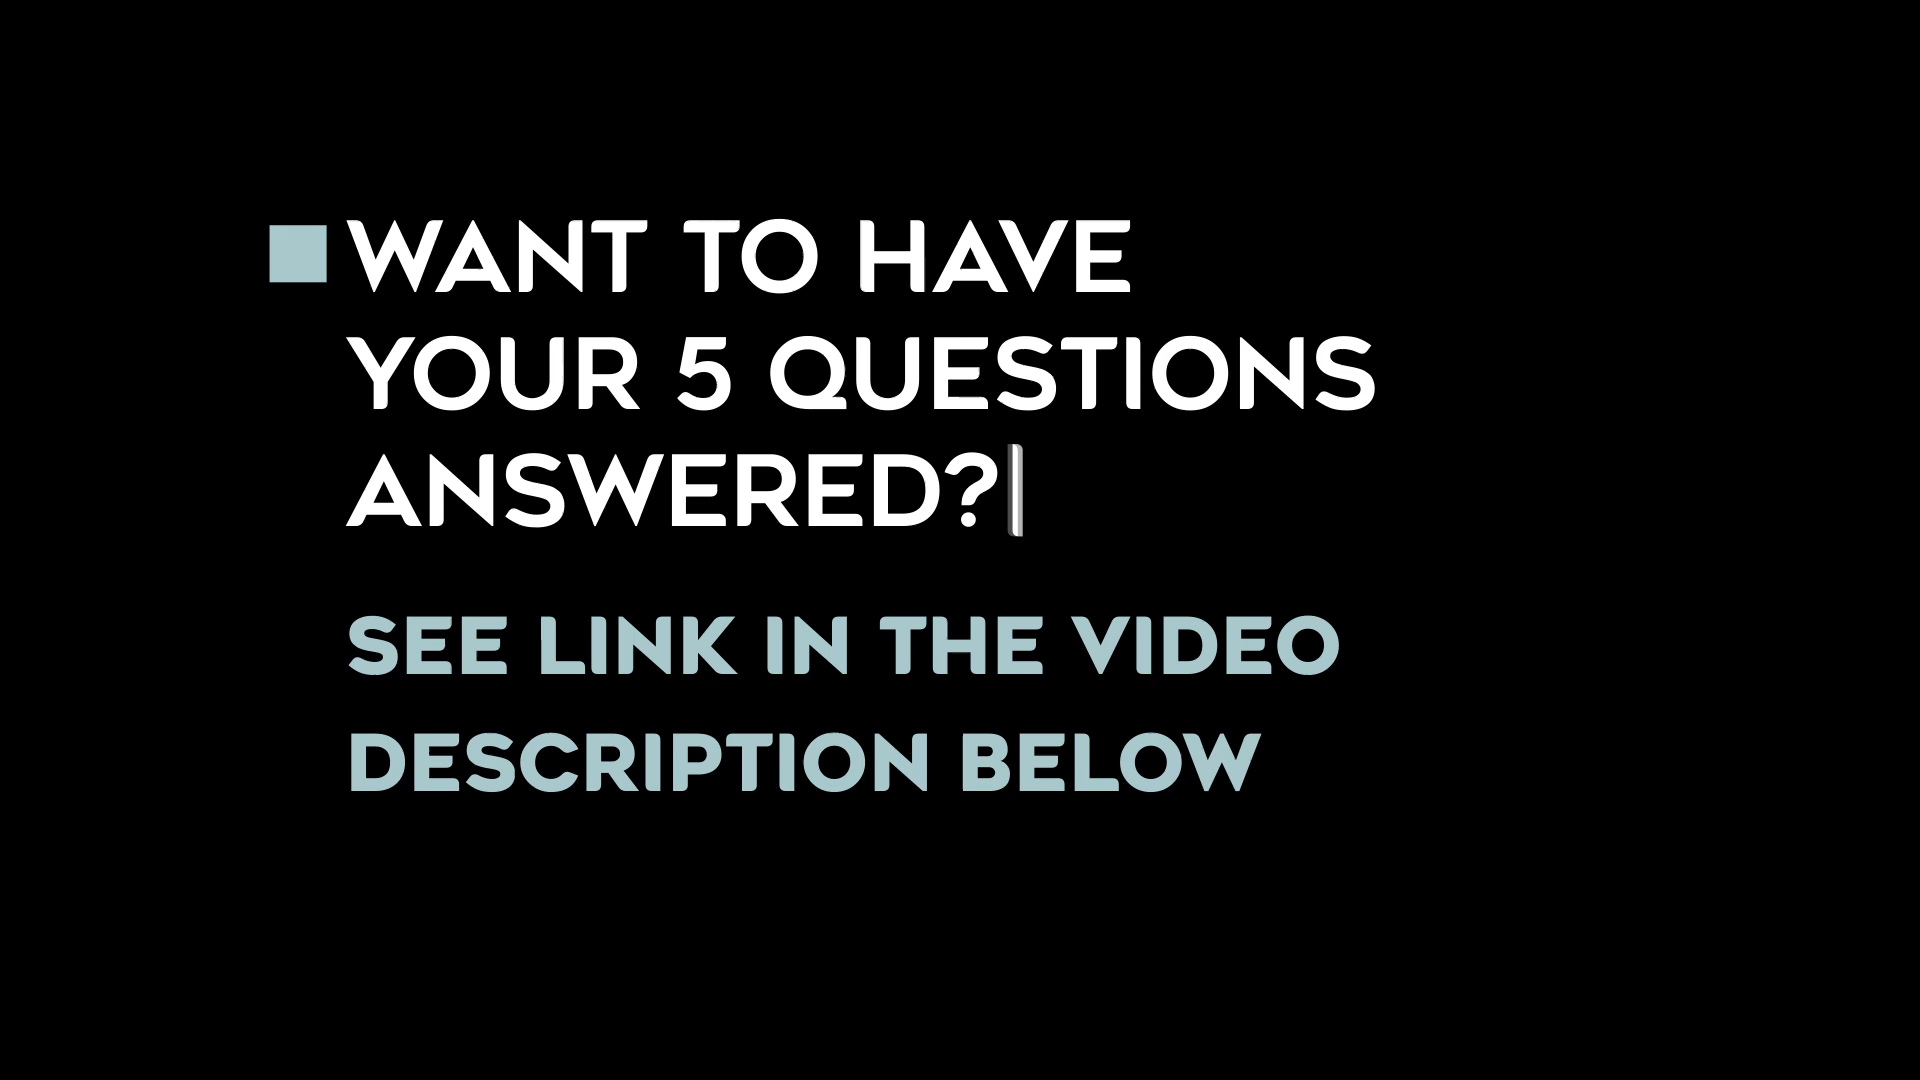 WANT TO HAVE
YOUR 5 QUESTIONS
ANSWERED?
SEE LINK IN THE VIDEO
DESCRIPTION BELOW